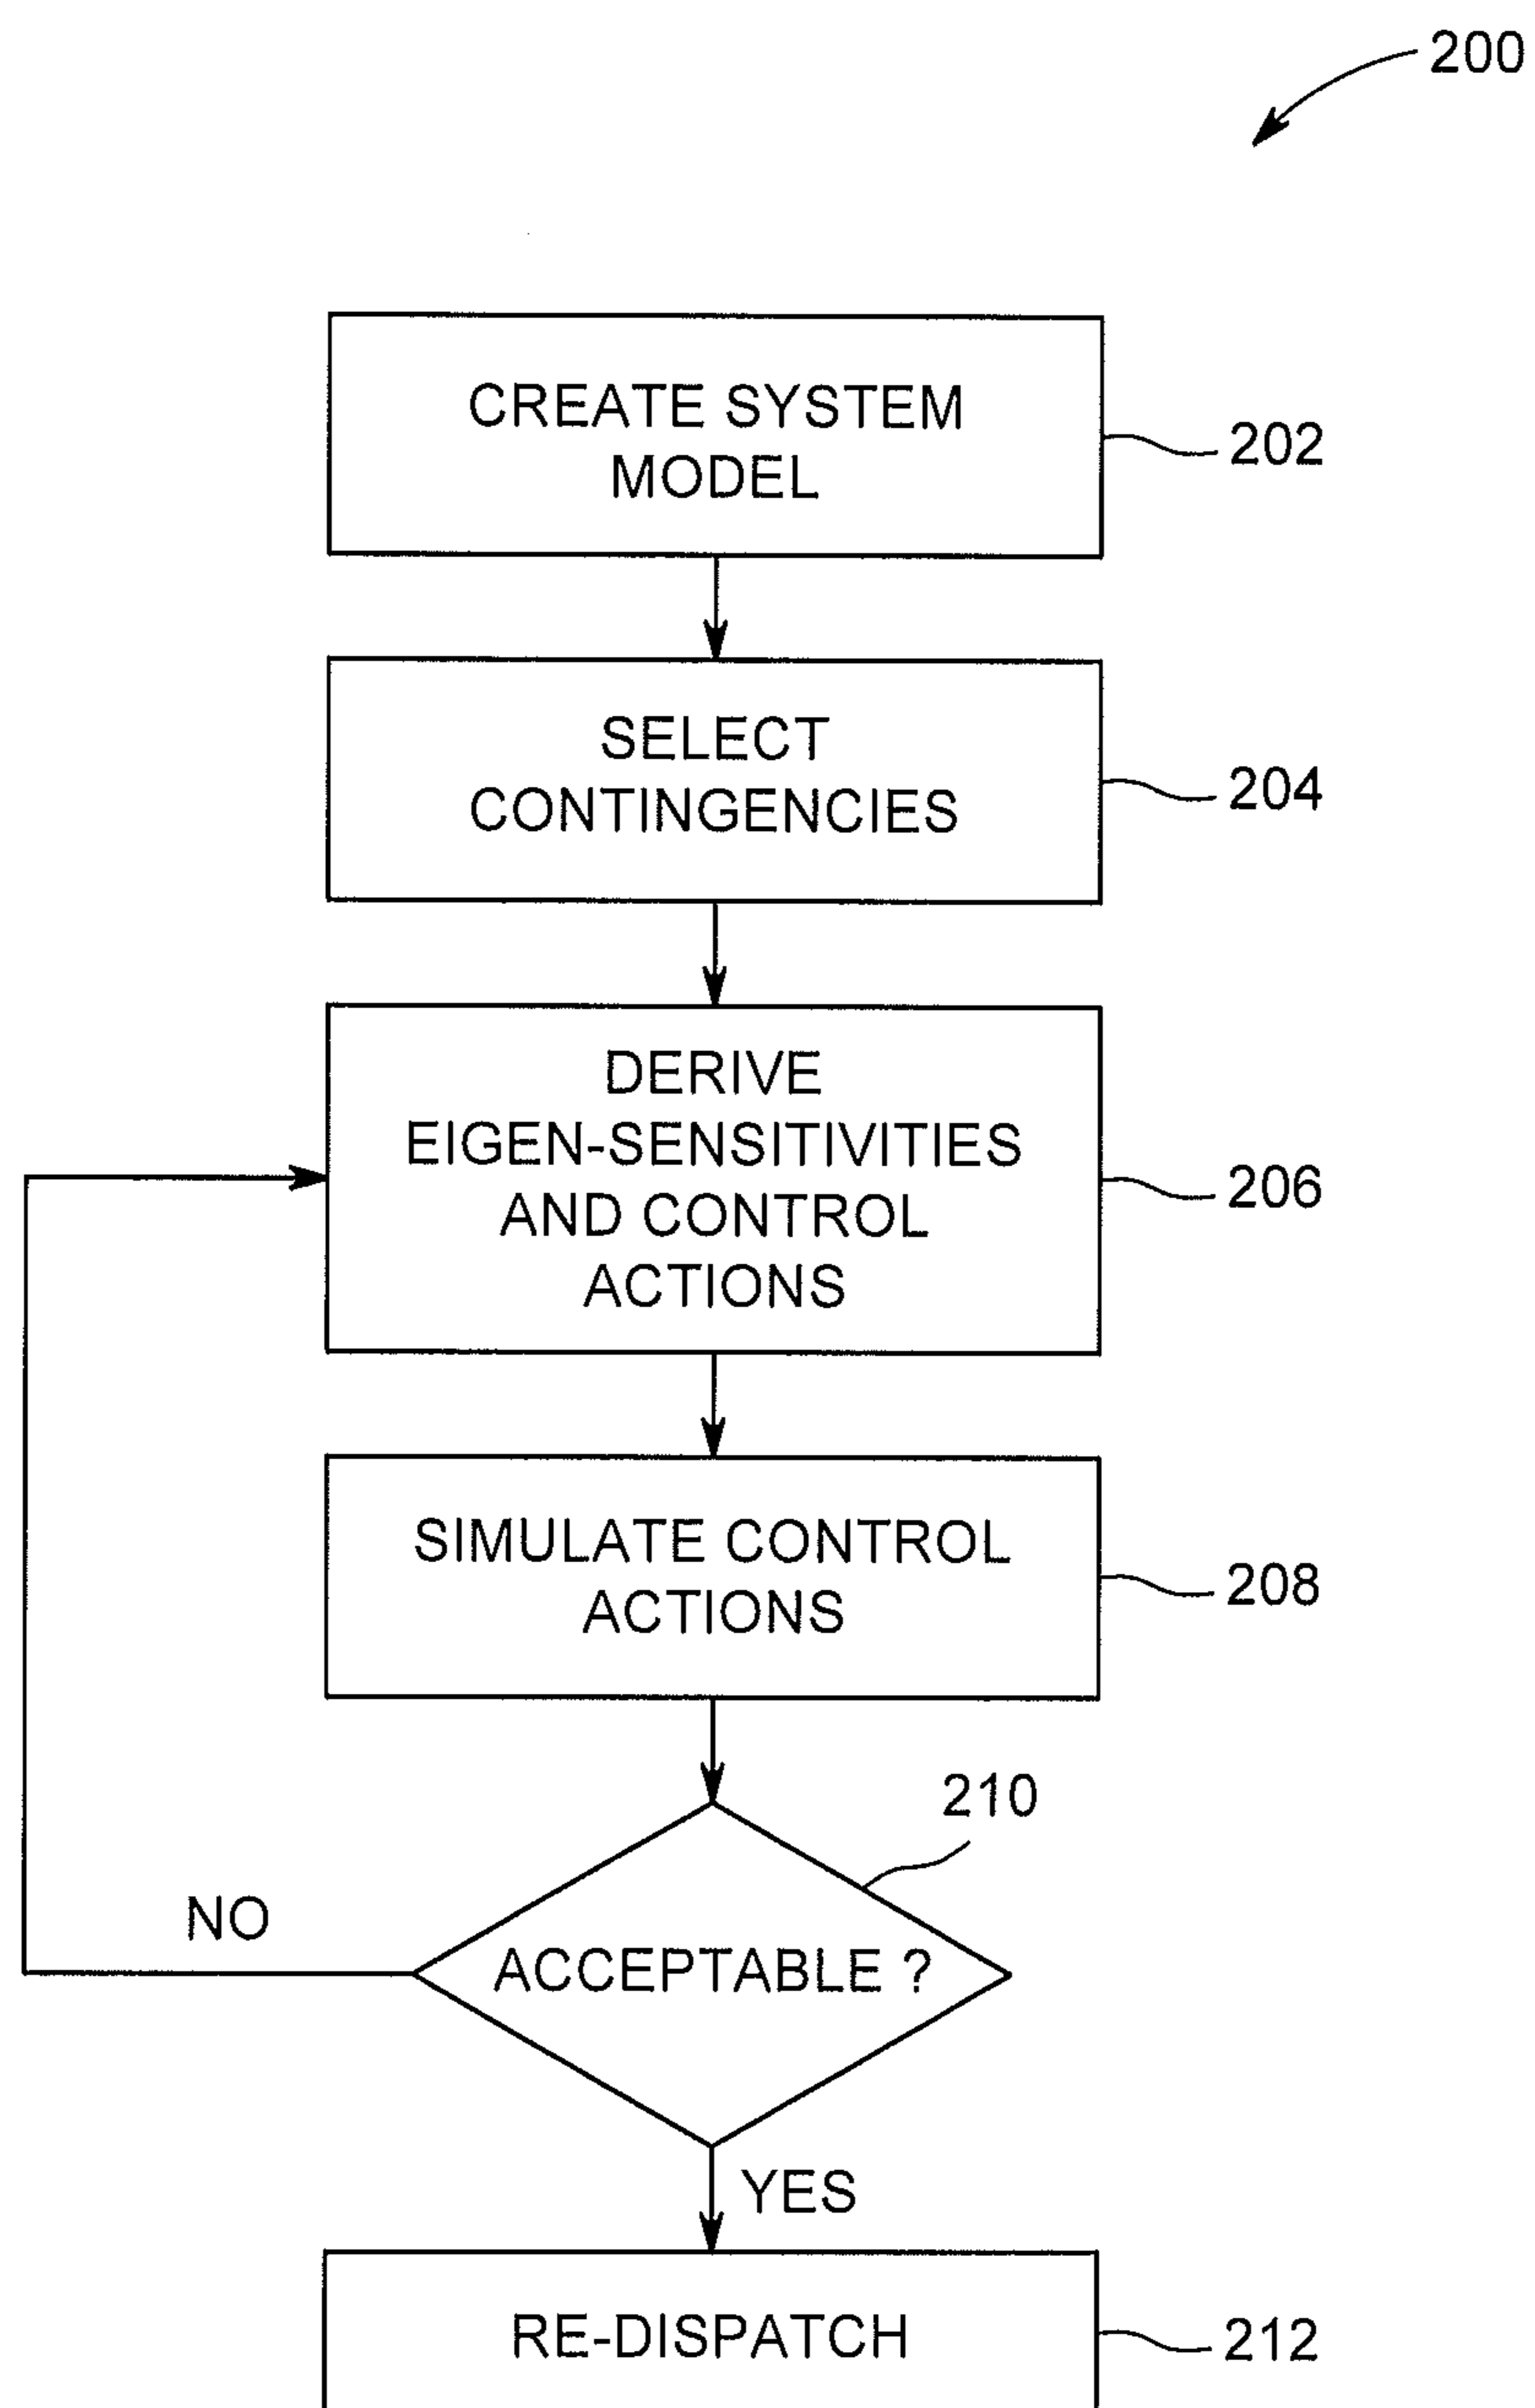 200
CREATE SYSTEM
MODEL
202
SELECT
CONTINGENCIES
204
DERIVE
EIGEN-SENSITIVITIES
AND CONTROL
ACTIONS
206
SIMULATE CONTROL
ACTIONS
208
210
NO
ACCEPTABLE ?
YES
RE-DISPATCH
212